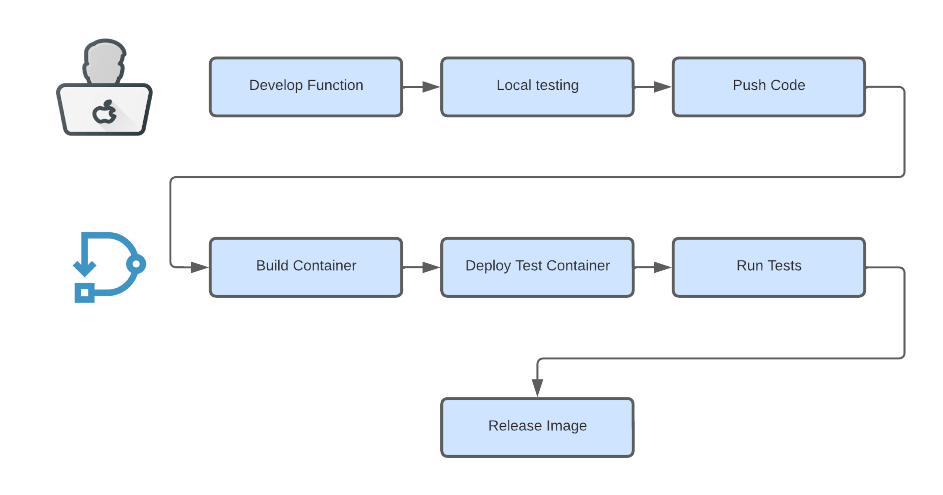 Develop Function
Local testing
Push Code
Build Container
Deploy Test Container
Run Tests
Release Image